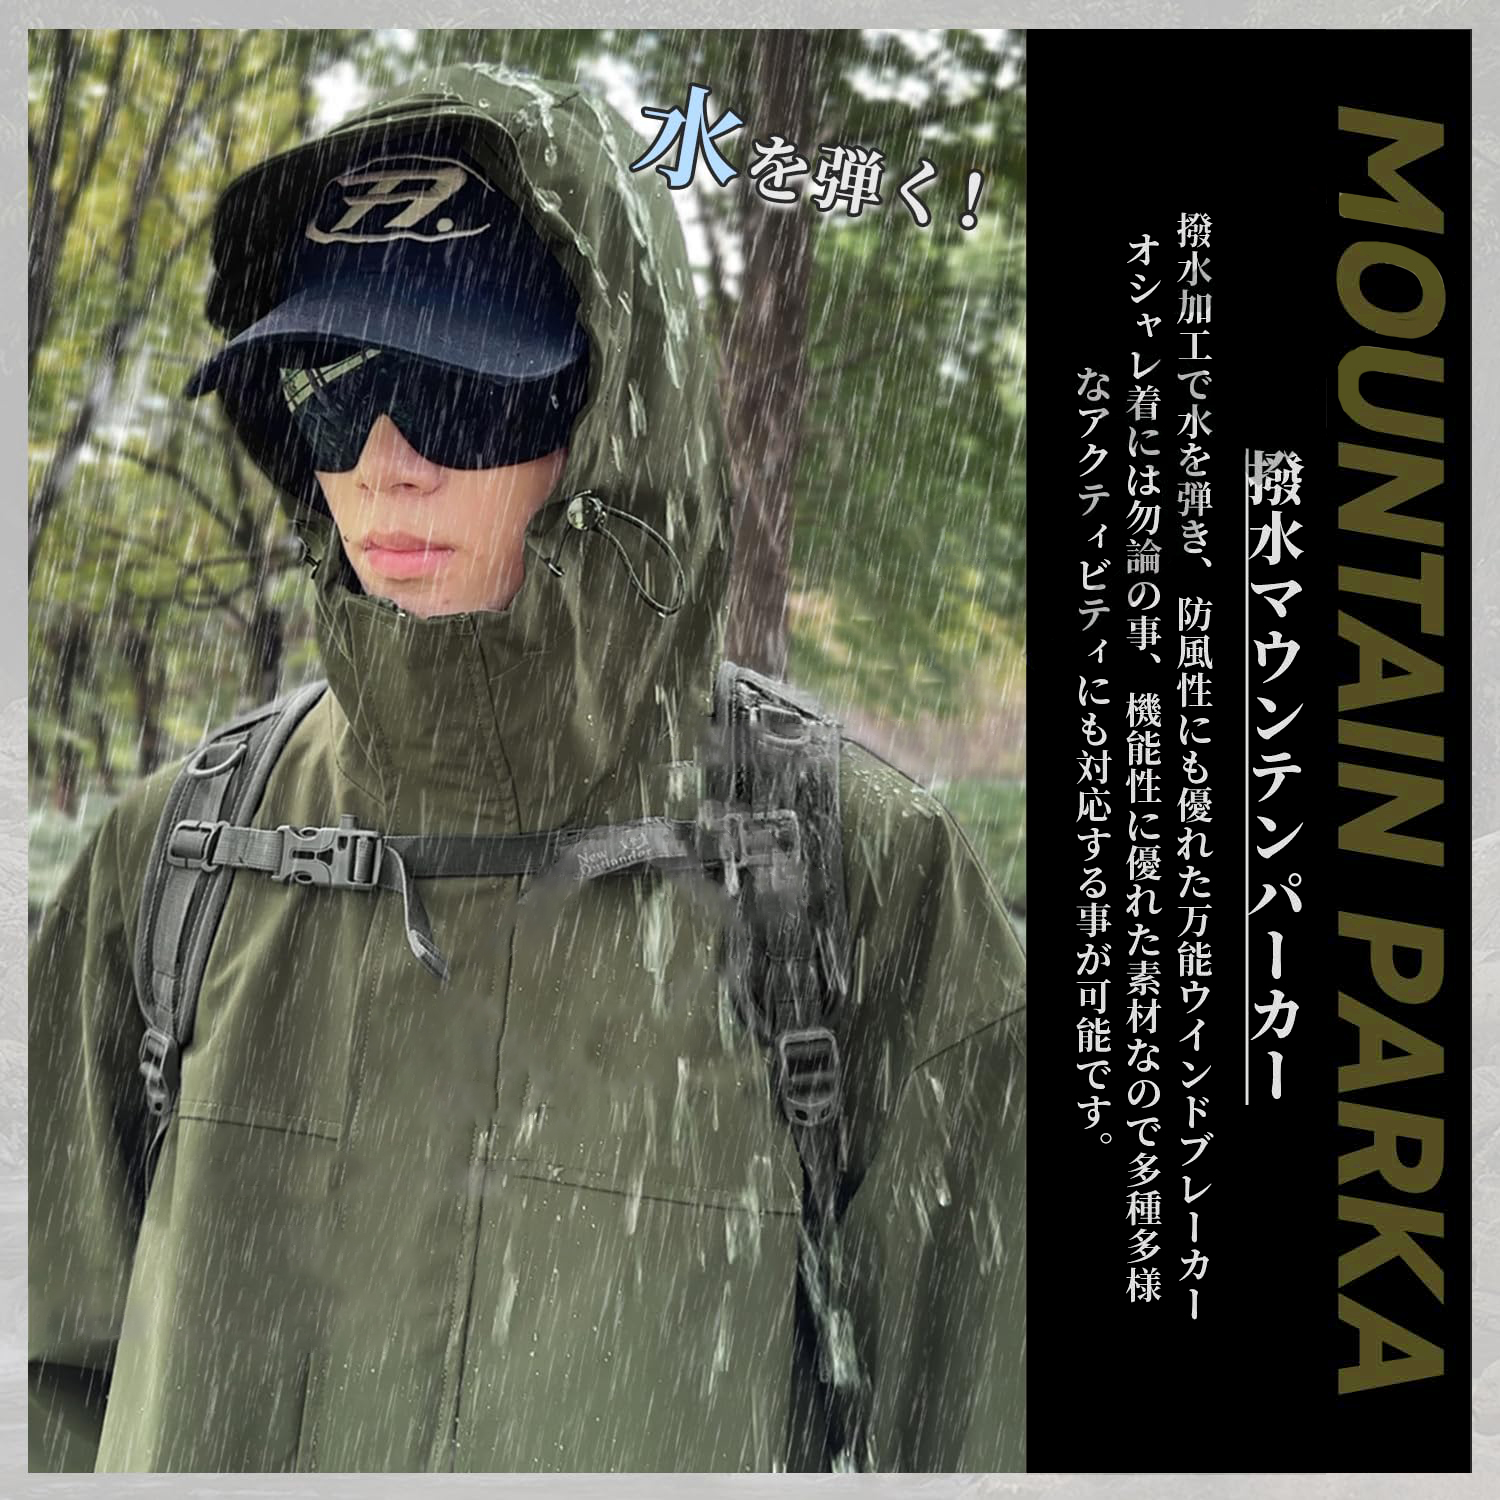 水を弾く!
MOUNTAIN PARKA
撥水マウンテンパーカー
撥水加工で水を弾き、防風性にも優れた万能ウインドブレーカー
オシャレ着には勿論の事、機能性に優れた素材なので多種多様
なアクティビティにも対応する事が可能です。
New
Outlander